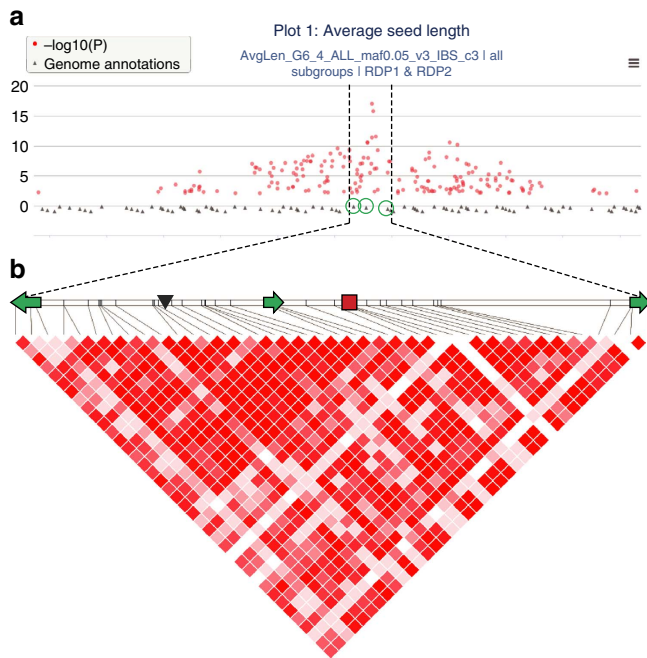 a
Plot 1: Average seed length
–log10(P)
Genome annotations
AvgLen_G6_4_ALL_maf0.05_v3_IBS_c3 | all
subgroups | RDP1 & RDP2
20
15
10
5
0
b